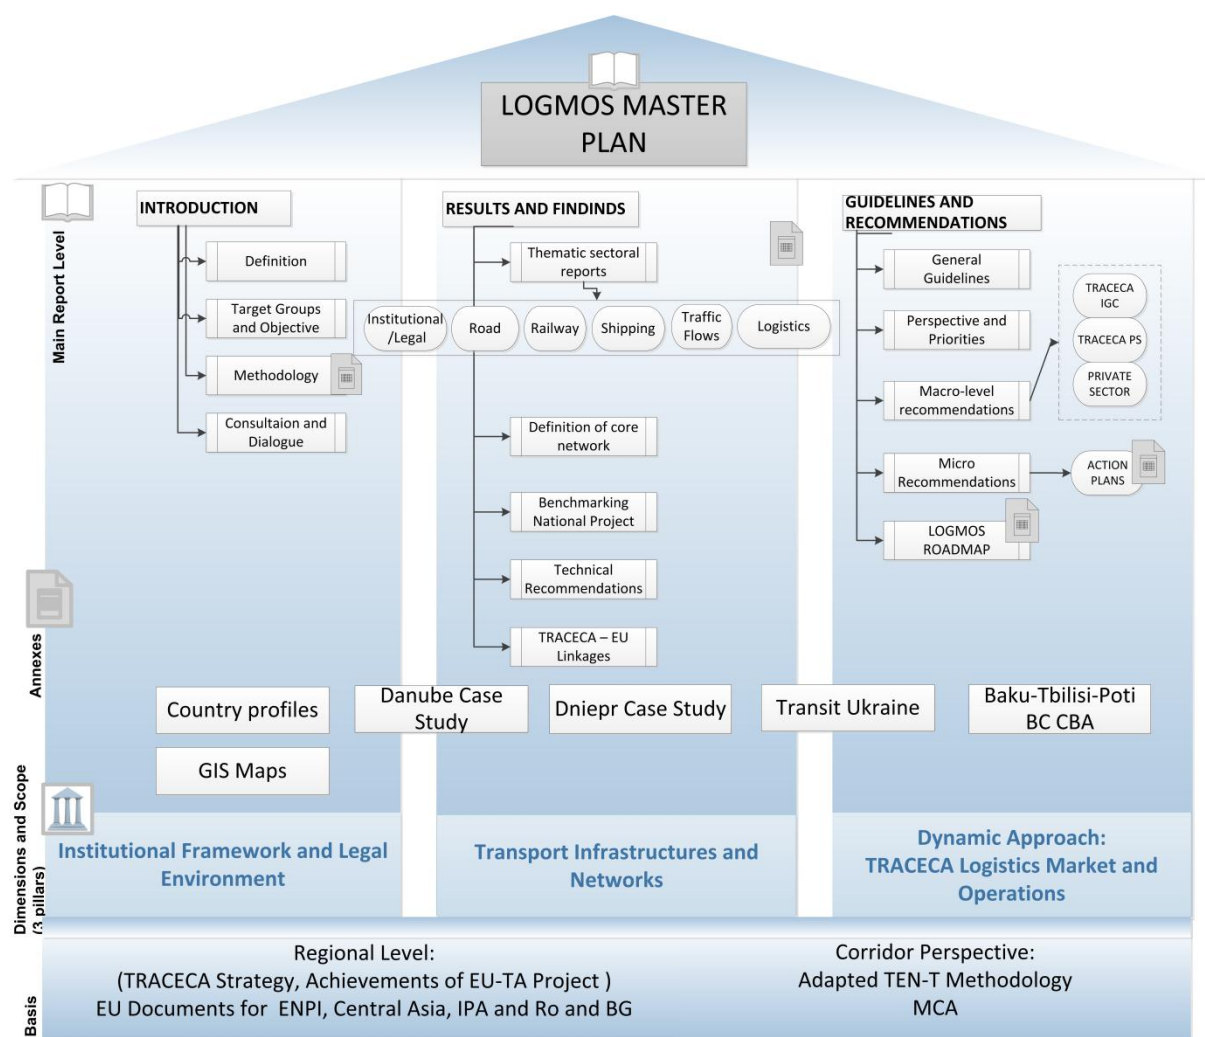 LOGMOS MASTER
PLAN
Main Report Level
INTRODUCTION
Definition
Target Groups
and Objective
Methodology
Consultaion and
Dialogue
RESULTS AND FINDINDS
Thematic sectoral
reports
Institutional
/Legal
Road
Railway
Shipping
Traffic
Flows
Logistics
Definition of core
network
Benchmarking
National Project
Technical
Recommendations
TRACECA – EU
Linkages
GUIDELINES AND
RECOMMENDATIONS
General
Guidelines
Perspective and
Priorities
Macro-level
recommendations
TRACECA
IGC
TRACECA PS
PRIVATE
SECTOR
Micro
Recommendations
ACTION
PLANS
LOGMOS
ROADMAP
Annexes
Country profiles
Danube Case
Study
Dniepr Case Study
Transit Ukraine
Baku-Tbilisi-Poti
BC CBA
GIS Maps
Dimensions and Scope
(3 pillars)
Institutional Framework and Legal
Environment
Transport Infrastructures and
Networks
Dynamic Approach:
TRACECA Logistics Market and
Operations
Basis
Regional Level:
(TRACECA Strategy, Achievements of EU-TA Project )
EU Documents for ENPI, Central Asia, IPA and Ro and BG
Corridor Perspective:
Adapted TEN-T Methodology
MCA